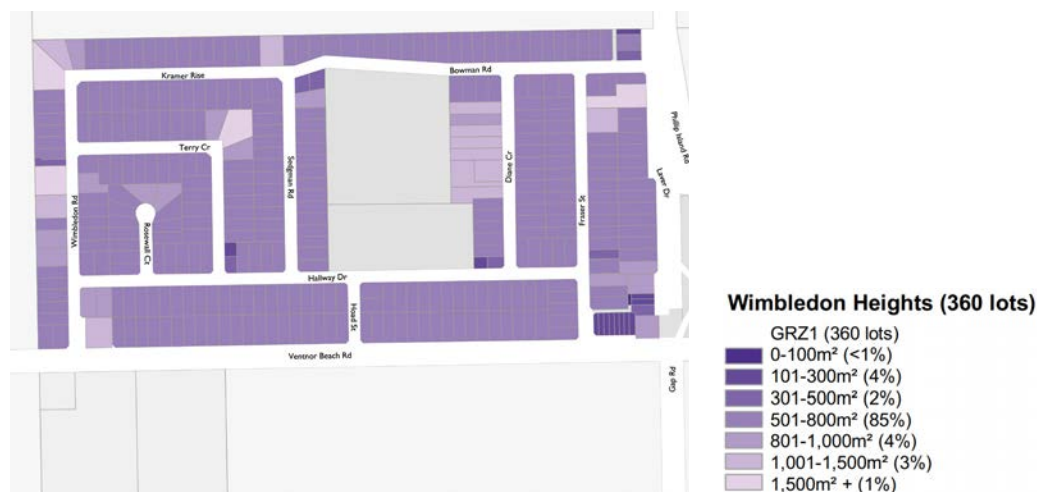 Kramer Rise
Bowman Rd
Phillip Island Rd
Terry Cr
Sedgman Rd
Diane Cr
Laver Dr
Wimbledon Rd
Rosewall Ct
Fraser St
Hallway Dr
Hoad St
Ventnor Beach Rd
Gap Rd
Wimbledon Heights (360 lots)
GRZ1 (360 lots)
0-100m² (<1%)
101-300m² (4%)
301-500m² (2%)
501-800m² (85%)
801-1,000m² (4%)
1,001-1,500m² (3%)
1,500m² + (1%)